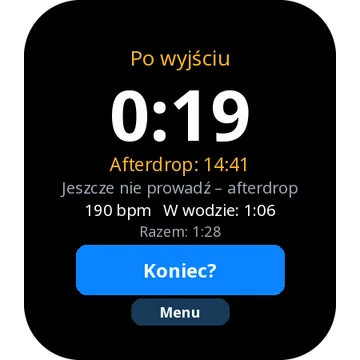 Po wyjściu
0:19
Afterdrop: 14:41
Jeszcze nie prowadź – afterdrop
190 bpm W wodzie: 1:06
Razem: 1:28
Koniec?
Menu